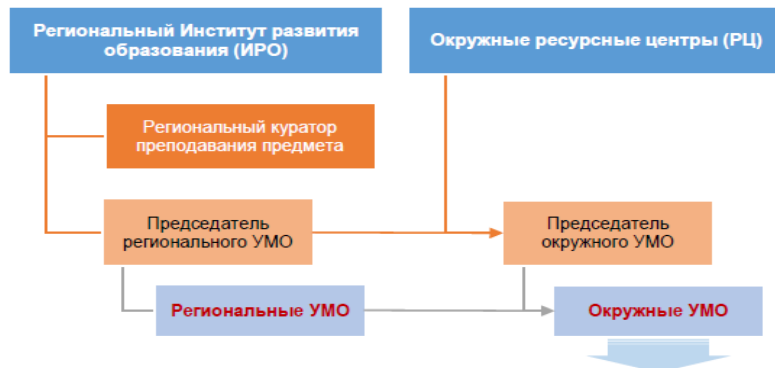 Региональный Институт развития
образования (ИРО)
Окружные ресурсные центры (РЦ)
Региональный куратор
преподавания предмета
Председатель
регионального УМО
Председатель
окружного УМО
Региональные УМО
Окружные УМО